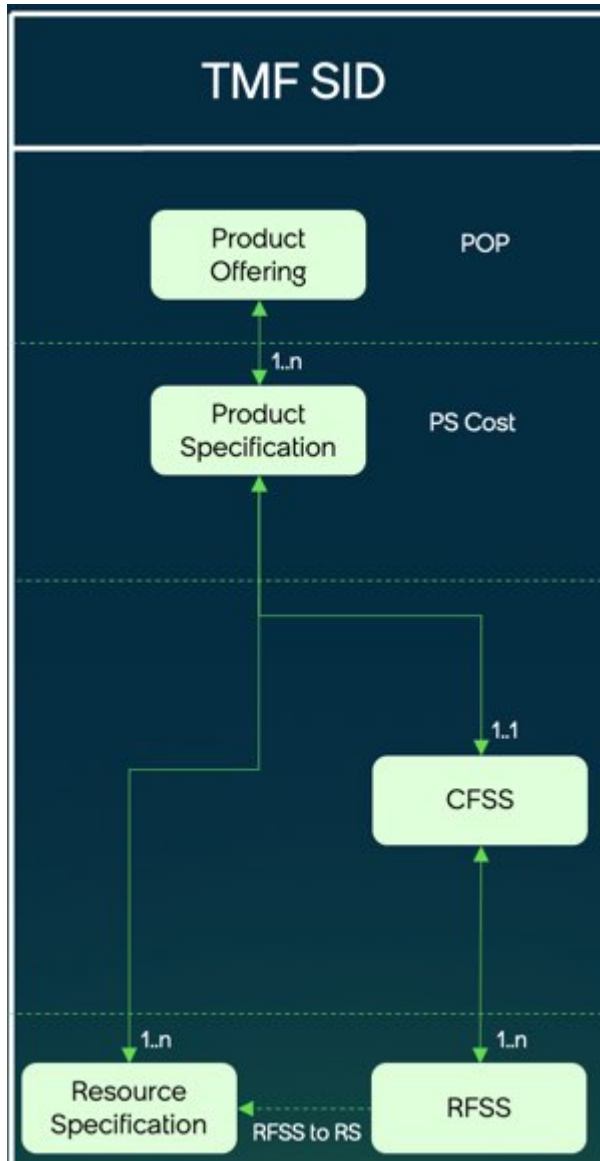 TMF SID
Product
Offering
POP
1..n
Product
Specification
PS Cost
1..1
CFSS
1..n
1..n
Resource
Specification
RFSS to RS
RFSS